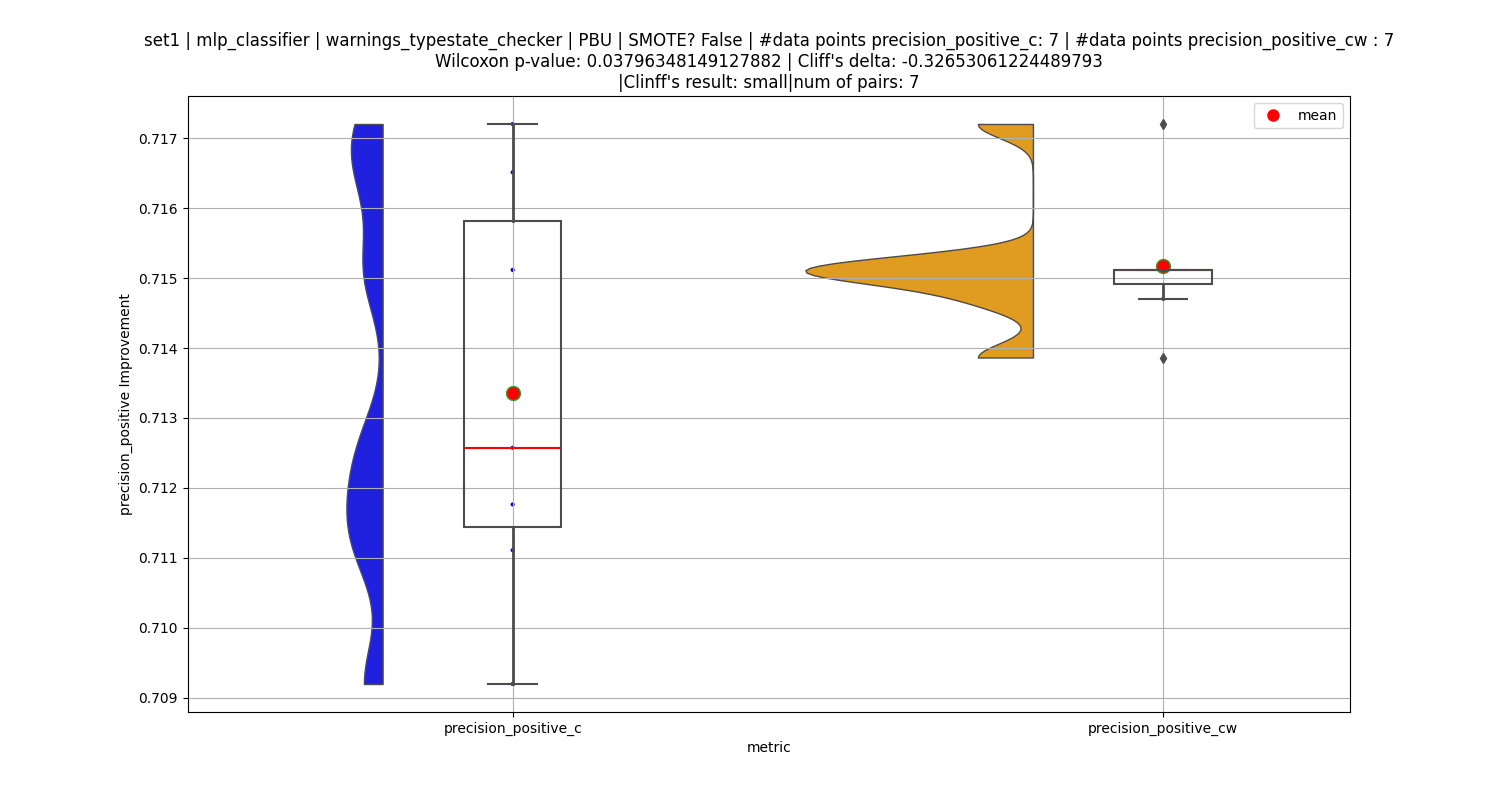 set1 | mlp_classifier | warnings_typestate_checker | PBU | SMOTE? False | #data points precision_positive_c: 7 | #data points precision_positive_cw : 7
Wilcoxon p-value: 0.03796348149127882 | Cliff's delta: -0.32653061224489793
|Clinff's result: small|num of pairs: 7
mean
0.717
0.716
0.715
0.714
0.713
0.712
0.711
0.710
0.709
precision_positive Improvement
precision_positive_c
precision_positive_cw
metric